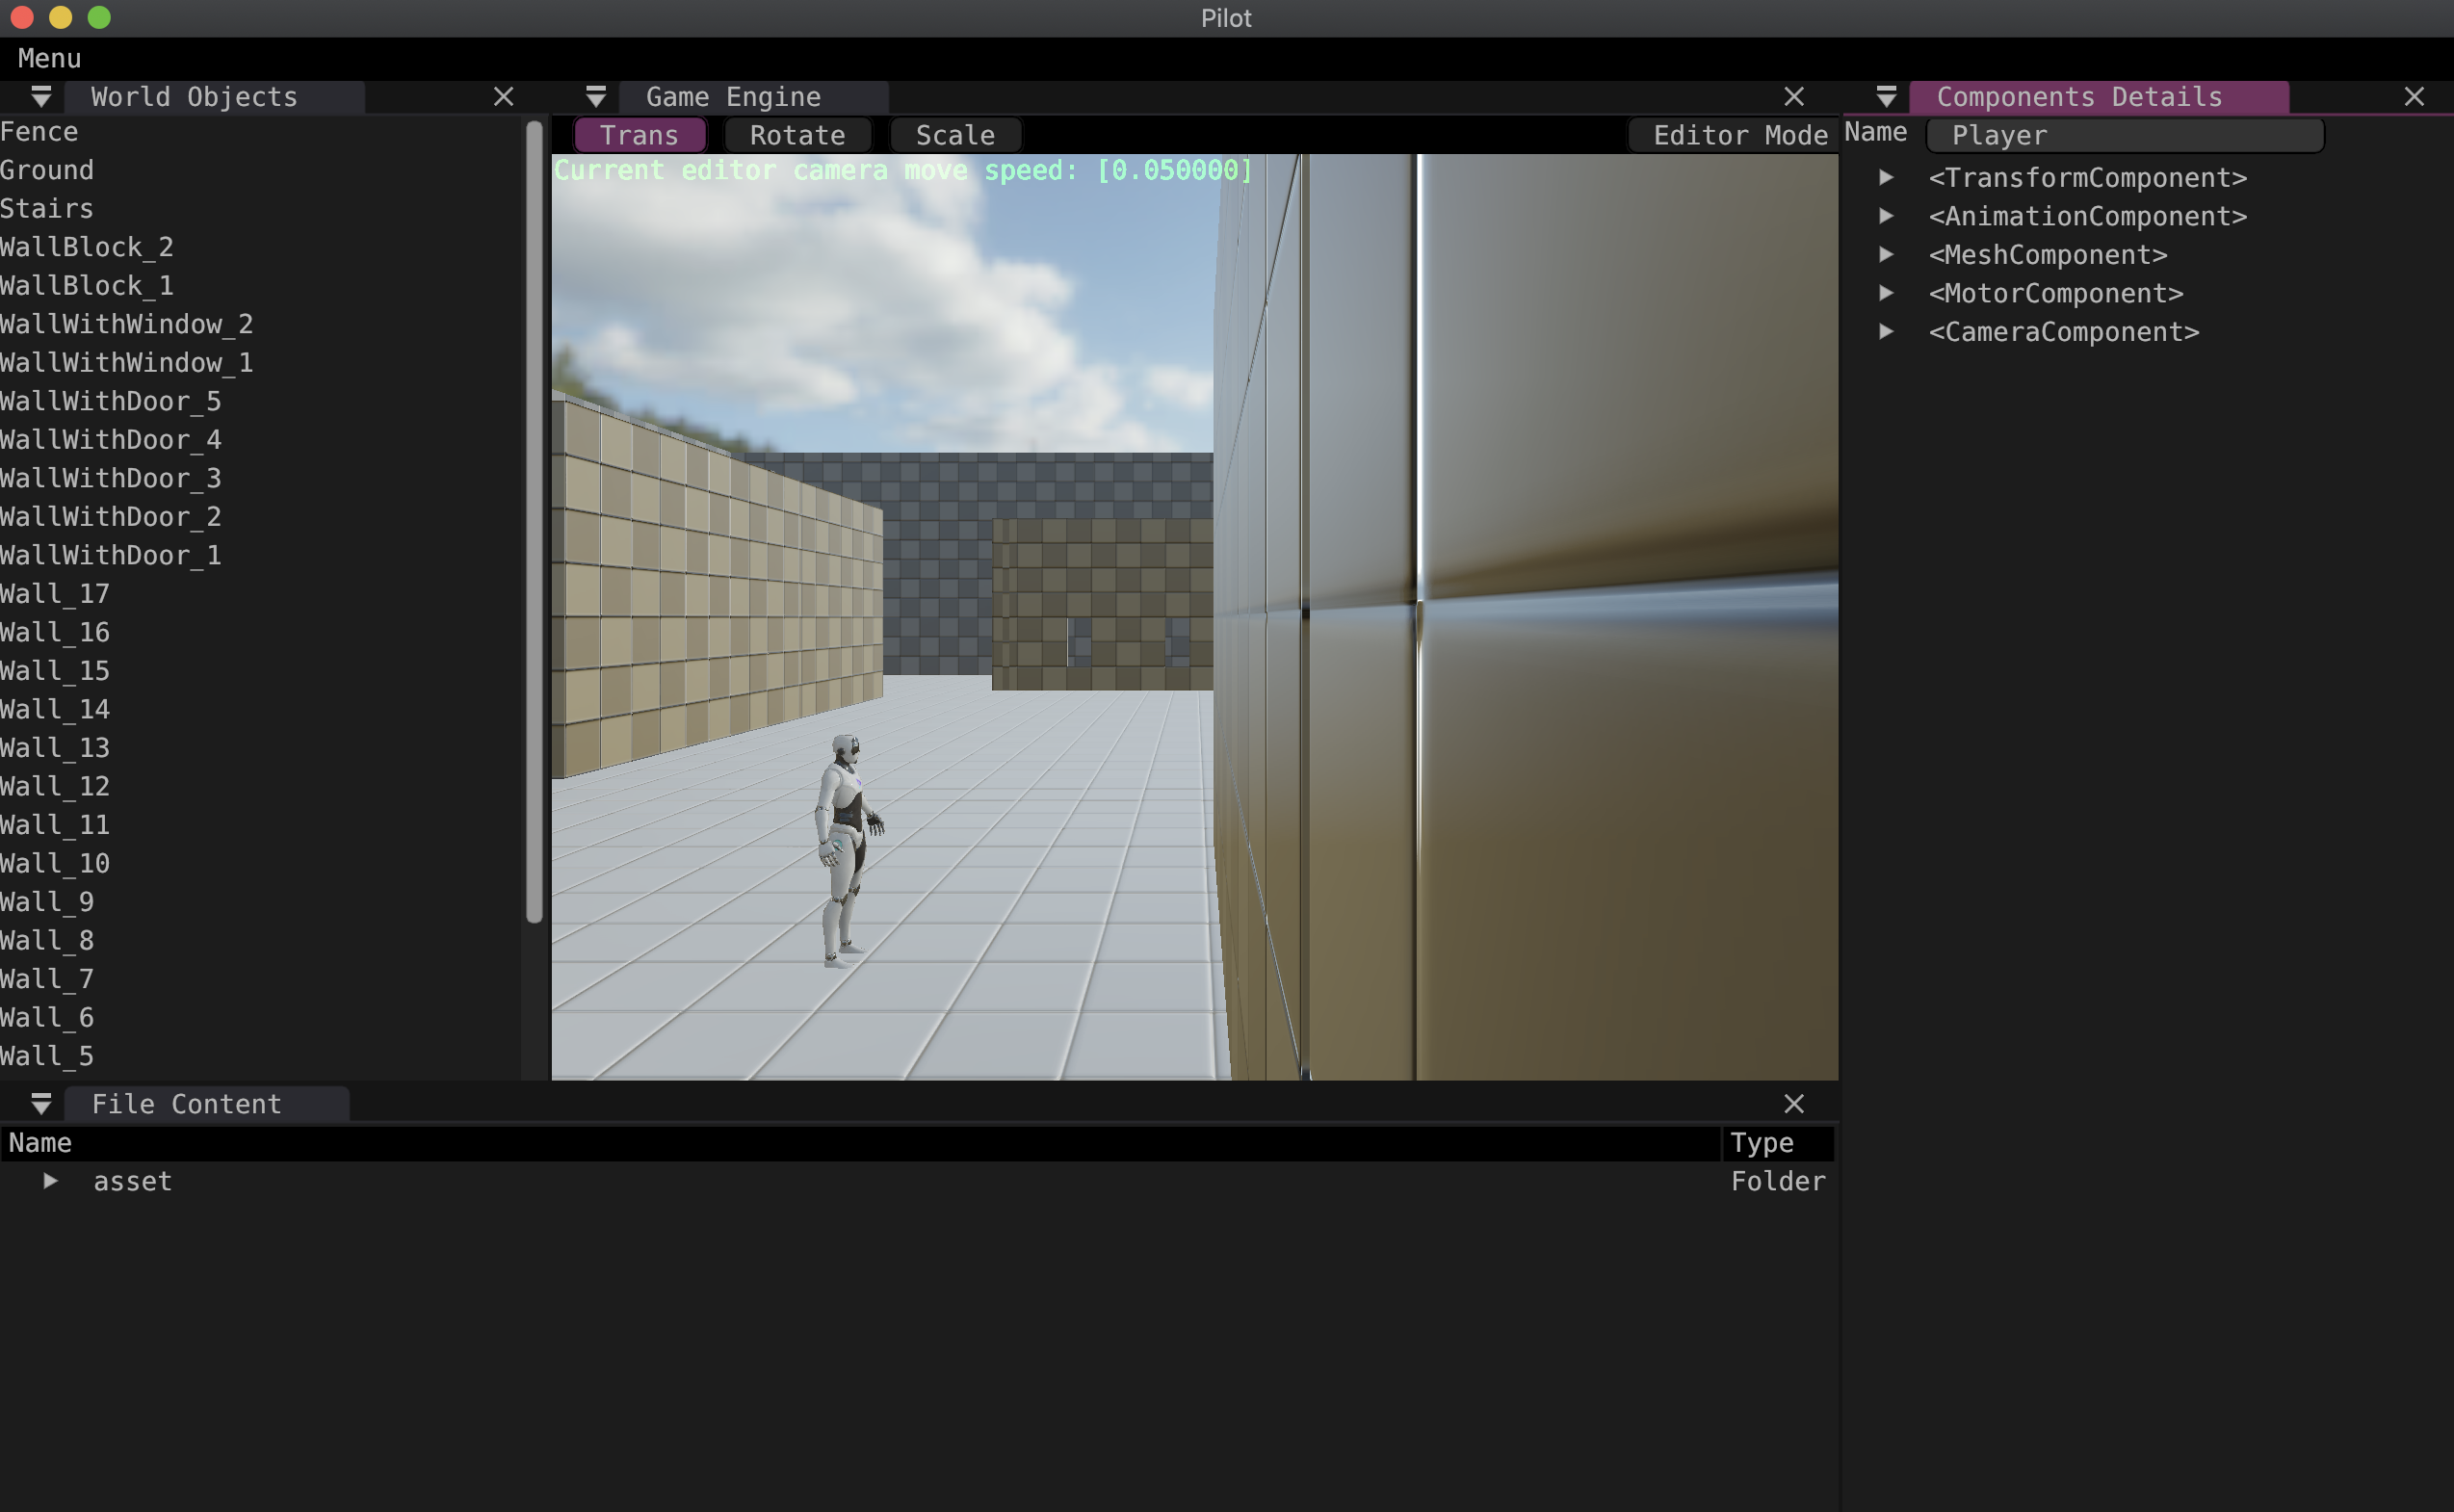 Pilot
Menu
World Objects
Fence
Ground
Stairs
WallBlock_2
WallBlock_1
WallWithWindow_2
WallWithWindow_1
WallWithDoor_5
WallWithDoor_4
WallWithDoor_3
WallWithDoor_2
WallWithDoor_1
Wall_17
Wall_16
Wall_15
Wall_14
Wall_13
Wall_12
Wall_11
Wall_10
Wall_9
Wall_8
Wall_7
Wall_6
Wall_5
Game Engine
Trans Rotate Scale Editor Mode
Current editor camera move speed: [0.050000]
Components Details
Name Player
<TransformComponent>
<AnimationComponent>
<MeshComponent>
<MotorComponent>
<CameraComponent>
File Content
Name Type
asset Folder